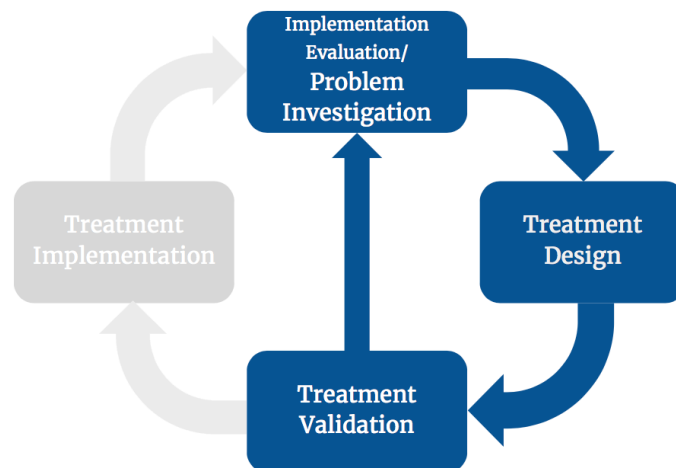 Implementation
Evaluation/
Problem
Investigation
Treatment
Implementation
Treatment
Design
Treatment
Validation